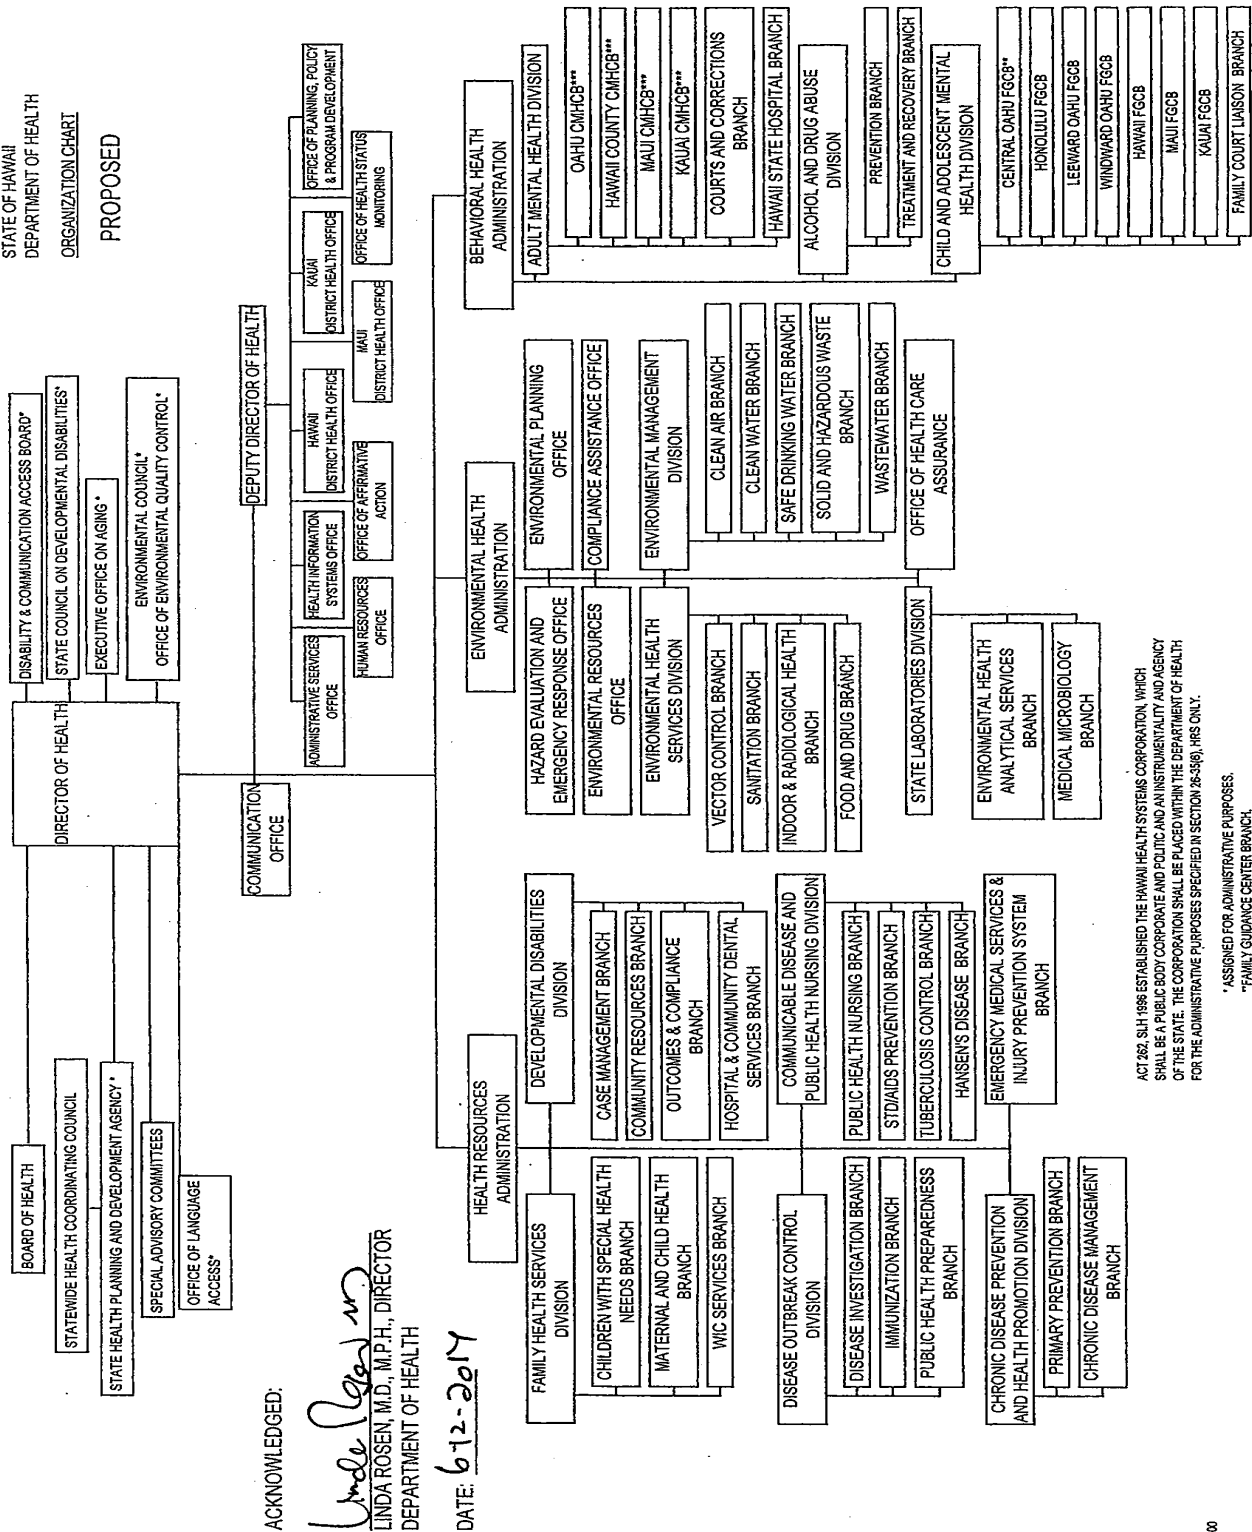 STATE OF HAWAII
DEPARTMENT OF HEALTH
ORGANIZATION CHART
PROPOSED
BOARD OF HEALTH
STATEWIDE HEALTH COORDINATING COUNCIL
STATE HEALTH PLANNING AND DEVELOPMENT AGENCY *
SPECIAL ADVISORY COMMITTEES
OFFICE OF LANGUAGE
ACCESS*
DIRECTOR OF HEALTH
DISABILITY & COMMUNICATION ACCESS BOARD*
STATE COUNCIL ON DEVELOPMENTAL DISABILITIES*
EXECUTIVE OFFICE ON AGING *
ENVIRONMENTAL COUNCIL*
OFFICE OF ENVIRONMENTAL QUALITY CONTROL*
COMMUNICATION
OFFICE
DEPUTY DIRECTOR OF HEALTH
ADMINISTRATIVE SERVICES
OFFICE
HEALTH INFORMATION
SYSTEMS OFFICE
HAWAII
DISTRICT HEALTH OFFICE
KAUAI
DISTRICT HEALTH OFFICE
OFFICE OF PLANNING, POLICY
& PROGRAM DEVELOPMENT
HUMAN RESOURCES
OFFICE
OFFICE OF AFFIRMATIVE
ACTION
MAUI
DISTRICT HEALTH OFFICE
OFFICE OF HEALTH STATUS
MONITORING
ACKNOWLEDGED:
LINDA ROSEN, M.D., M.P.H., DIRECTOR
DEPARTMENT OF HEALTH
DATE: 6-12-2014
HEALTH RESOURCES
ADMINISTRATION
FAMILY HEALTH SERVICES
DIVISION
CHILDREN WITH SPECIAL HEALTH
NEEDS BRANCH
MATERNAL AND CHILD HEALTH
BRANCH
WIC SERVICES BRANCH
DISEASE OUTBREAK CONTROL
DIVISION
DISEASE INVESTIGATION BRANCH
IMMUNIZATION BRANCH
PUBLIC HEALTH PREPAREDNESS
BRANCH
CHRONIC DISEASE PREVENTION
AND HEALTH PROMOTION DIVISION
PRIMARY PREVENTION BRANCH
CHRONIC DISEASE MANAGEMENT
BRANCH
DEVELOPMENTAL DISABILITIES
DIVISION
CASE MANAGEMENT BRANCH
COMMUNITY RESOURCES BRANCH
OUTCOMES & COMPLIANCE
BRANCH
HOSPITAL & COMMUNITY DENTAL
SERVICES BRANCH
COMMUNICABLE DISEASE AND
PUBLIC HEALTH NURSING DIVISION
PUBLIC HEALTH NURSING BRANCH
STD/AIDS PREVENTION BRANCH
TUBERCULOSIS CONTROL BRANCH
HANSEN'S DISEASE BRANCH
EMERGENCY MEDICAL SERVICES &
INJURY PREVENTION SYSTEM
BRANCH
ENVIRONMENTAL HEALTH
ADMINISTRATION
HAZARD EVALUATION AND
EMERGENCY RESPONSE OFFICE
ENVIRONMENTAL RESOURCES
OFFICE
ENVIRONMENTAL HEALTH
SERVICES DIVISION
VECTOR CONTROL BRANCH
SANITATION BRANCH
INDOOR & RADIOLOGICAL HEALTH
BRANCH
FOOD AND DRUG BRANCH
STATE LABORATORIES DIVISION
ENVIRONMENTAL HEALTH
ANALYTICAL SERVICES
BRANCH
MEDICAL MICROBIOLOGY
BRANCH
ENVIRONMENTAL PLANNING
OFFICE
COMPLIANCE ASSISTANCE OFFICE
ENVIRONMENTAL MANAGEMENT
DIVISION
CLEAN AIR BRANCH
CLEAN WATER BRANCH
SAFE DRINKING WATER BRANCH
SOLID AND HAZARDOUS WASTE
BRANCH
WASTEWATER BRANCH
OFFICE OF HEALTH CARE
ASSURANCE
BEHAVIORAL HEALTH
ADMINISTRATION
ADULT MENTAL HEALTH DIVISION
OAHU CMHCB***
HAWAII COUNTY CMHCB***
MAUI CMHCB***
KAUAI CMHCB***
COURTS AND CORRECTIONS
BRANCH
HAWAII STATE HOSPITAL BRANCH
ALCOHOL AND DRUG ABUSE
DIVISION
PREVENTION BRANCH
TREATMENT AND RECOVERY BRANCH
CHILD AND ADOLESCENT MENTAL
HEALTH DIVISION
CENTRAL OAHU FGCB**
HONOLULU FGCB
LEEWARD OAHU FGCB
WINDWARD OAHU FGCB
HAWAII FGCB
MAUI FGCB
KAUAI FGCB
FAMILY COURT LIAISON BRANCH
ACT 262, SLH 1996 ESTABLISHED THE HAWAII HEALTH SYSTEMS CORPORATION, WHICH
SHALL BE A PUBLIC BODY CORPORATE AND POLITIC AND AN INSTRUMENTALITY AND AGENCY
OF THE STATE. THE CORPORATION SHALL BE PLACED WITHIN THE DEPARTMENT OF HEALTH
FOR THE ADMINISTRATIVE PURPOSES SPECIFIED IN SECTION 26-35(6), HRS ONLY.
* ASSIGNED FOR ADMINISTRATIVE PURPOSES.
**FAMILY GUIDANCE CENTER BRANCH.